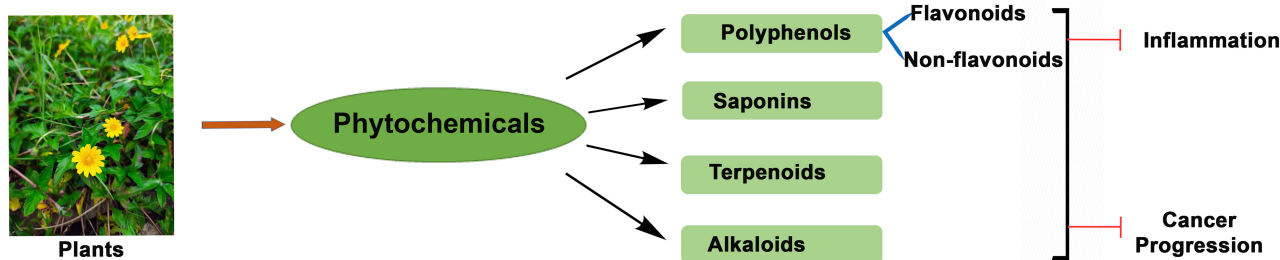 Plants
Phytochemicals
Polyphenols
Flavonoids
Non-flavonoids
Saponins
Terpenoids
Alkaloids
Inflammation
Cancer
Progression